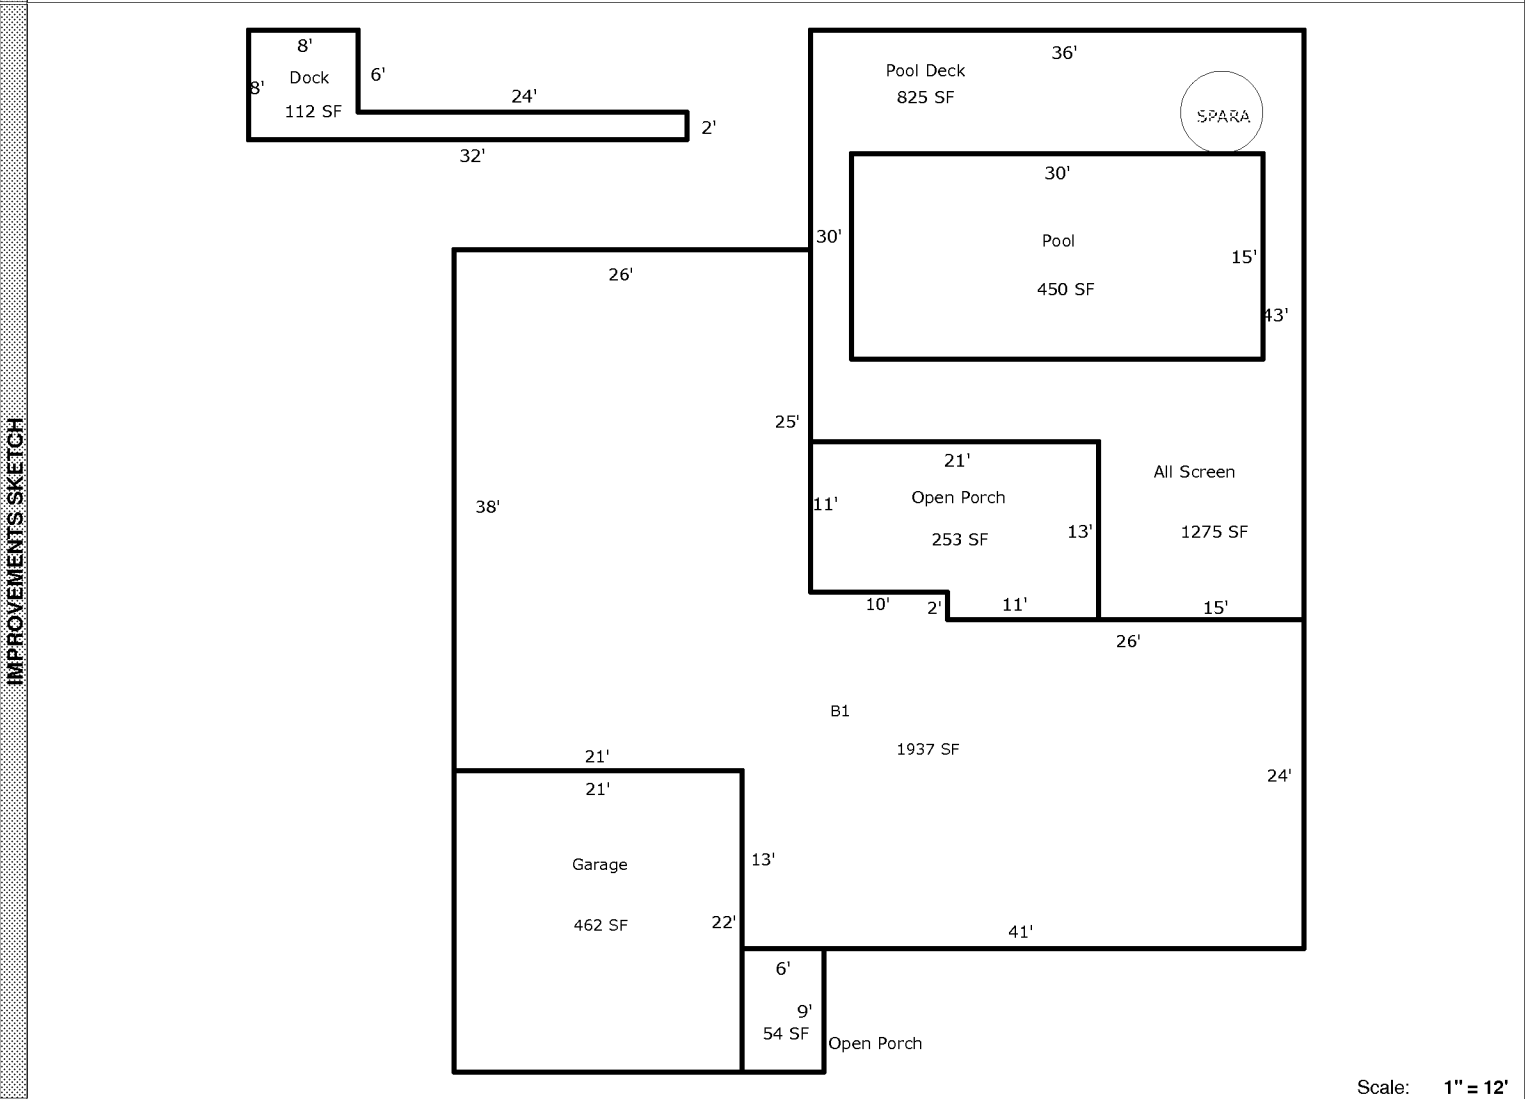 IMPROVEMENTS SKETCH
8'
8'
Dock
6'
112 SF
24'
2'
32'
36'
Pool Deck
825 SF
SPARA
30'
30'
Pool
15'
450 SF
43'
26'
25'
38'
21'
11'
Open Porch
253 SF
13'
All Screen
1275 SF
10'
2'
11'
15'
26'
B1
1937 SF
24'
21'
21'
Garage
13'
22'
462 SF
41'
6'
9'
54 SF
Open Porch
Scale: 1" = 12'